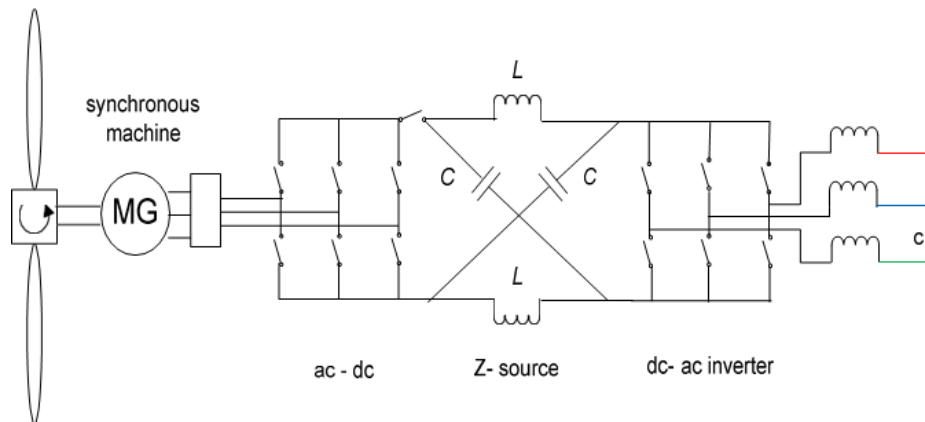 L
synchronous
machine
MG
C
C
c
L
ac - dc
Z- source
dc- ac inverter